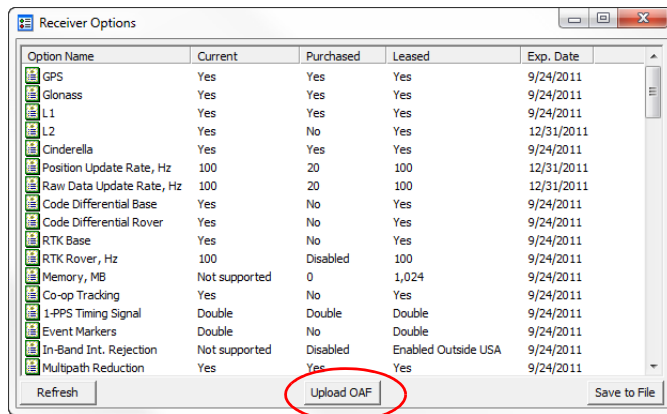 Receiver Options
Option Name Current Purchased Leased Exp. Date
GPS Yes Yes Yes 9/24/2011
Glonass Yes Yes Yes 9/24/2011
L1 Yes Yes Yes 9/24/2011
L2 Yes No Yes 12/31/2011
Cinderella Yes Yes Yes 9/24/2011
Position Update Rate, Hz 100 20 100 12/31/2011
Raw Data Update Rate, Hz 100 20 100 12/31/2011
Code Differential Base Yes No Yes 9/24/2011
Code Differential Rover Yes No Yes 9/24/2011
RTK Base Yes No Yes 9/24/2011
RTK Rover, Hz 100 Disabled 100 9/24/2011
Memory, MB Not supported 0 1,024 9/24/2011
Co-op Tracking Yes No Yes 9/24/2011
1-PPS Timing Signal Double Double Double 9/24/2011
Event Markers Double No Double 9/24/2011
In-Band Int. Rejection Not supported Disabled Enabled Outside USA 9/24/2011
Multipath Reduction Yes Yes Yes 9/24/2011
Refresh Upload OAF Save to File